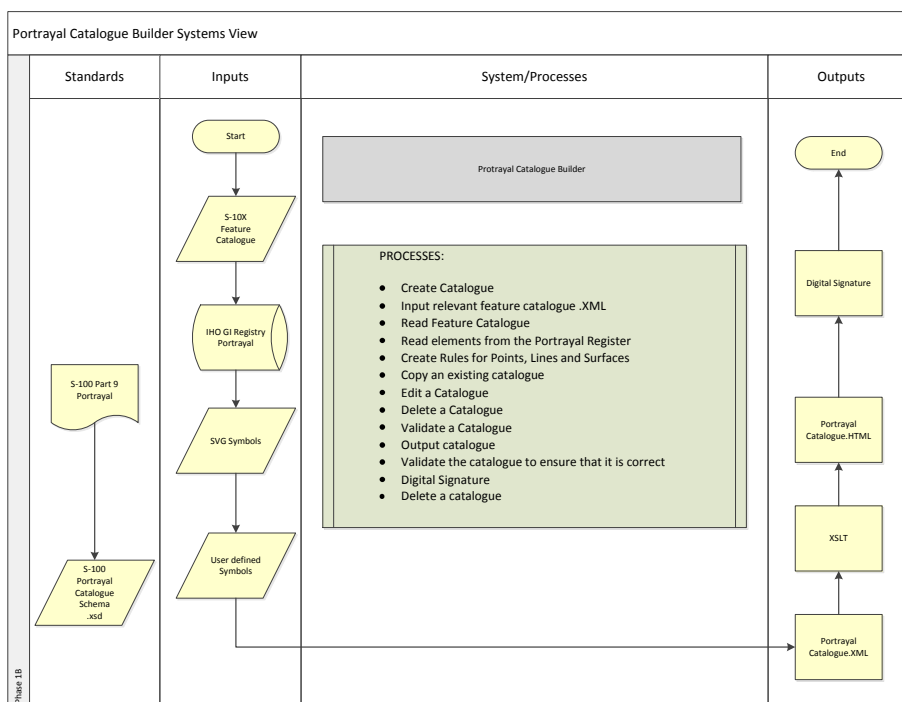 Portrayal Catalogue Builder Systems View
Standards
Inputs
System/Processes
Outputs
Start
S-10X
Feature
Catalogue
IHO GI Registry
Portrayal
SVG Symbols
User defined
Symbols
S-100 Part 9
Portrayal
S-100
Portrayal
Catalogue
Schema
.xsd
Protrayal Catalogue Builder
PROCESSES:
● Create Catalogue
● Input relevant feature catalogue .XML
● Read Feature Catalogue
● Read elements from the Portrayal Register
● Create Rules for Points, Lines and Surfaces
● Copy an existing catalogue
● Edit a Catalogue
● Delete a Catalogue
● Validate a Catalogue
● Output catalogue
● Validate the catalogue to ensure that it is correct
● Digital Signature
● Delete a catalogue
End
Digital Signature
Portrayal
Catalogue.HTML
XSLT
Portrayal
Catalogue.XML
Phase 1B